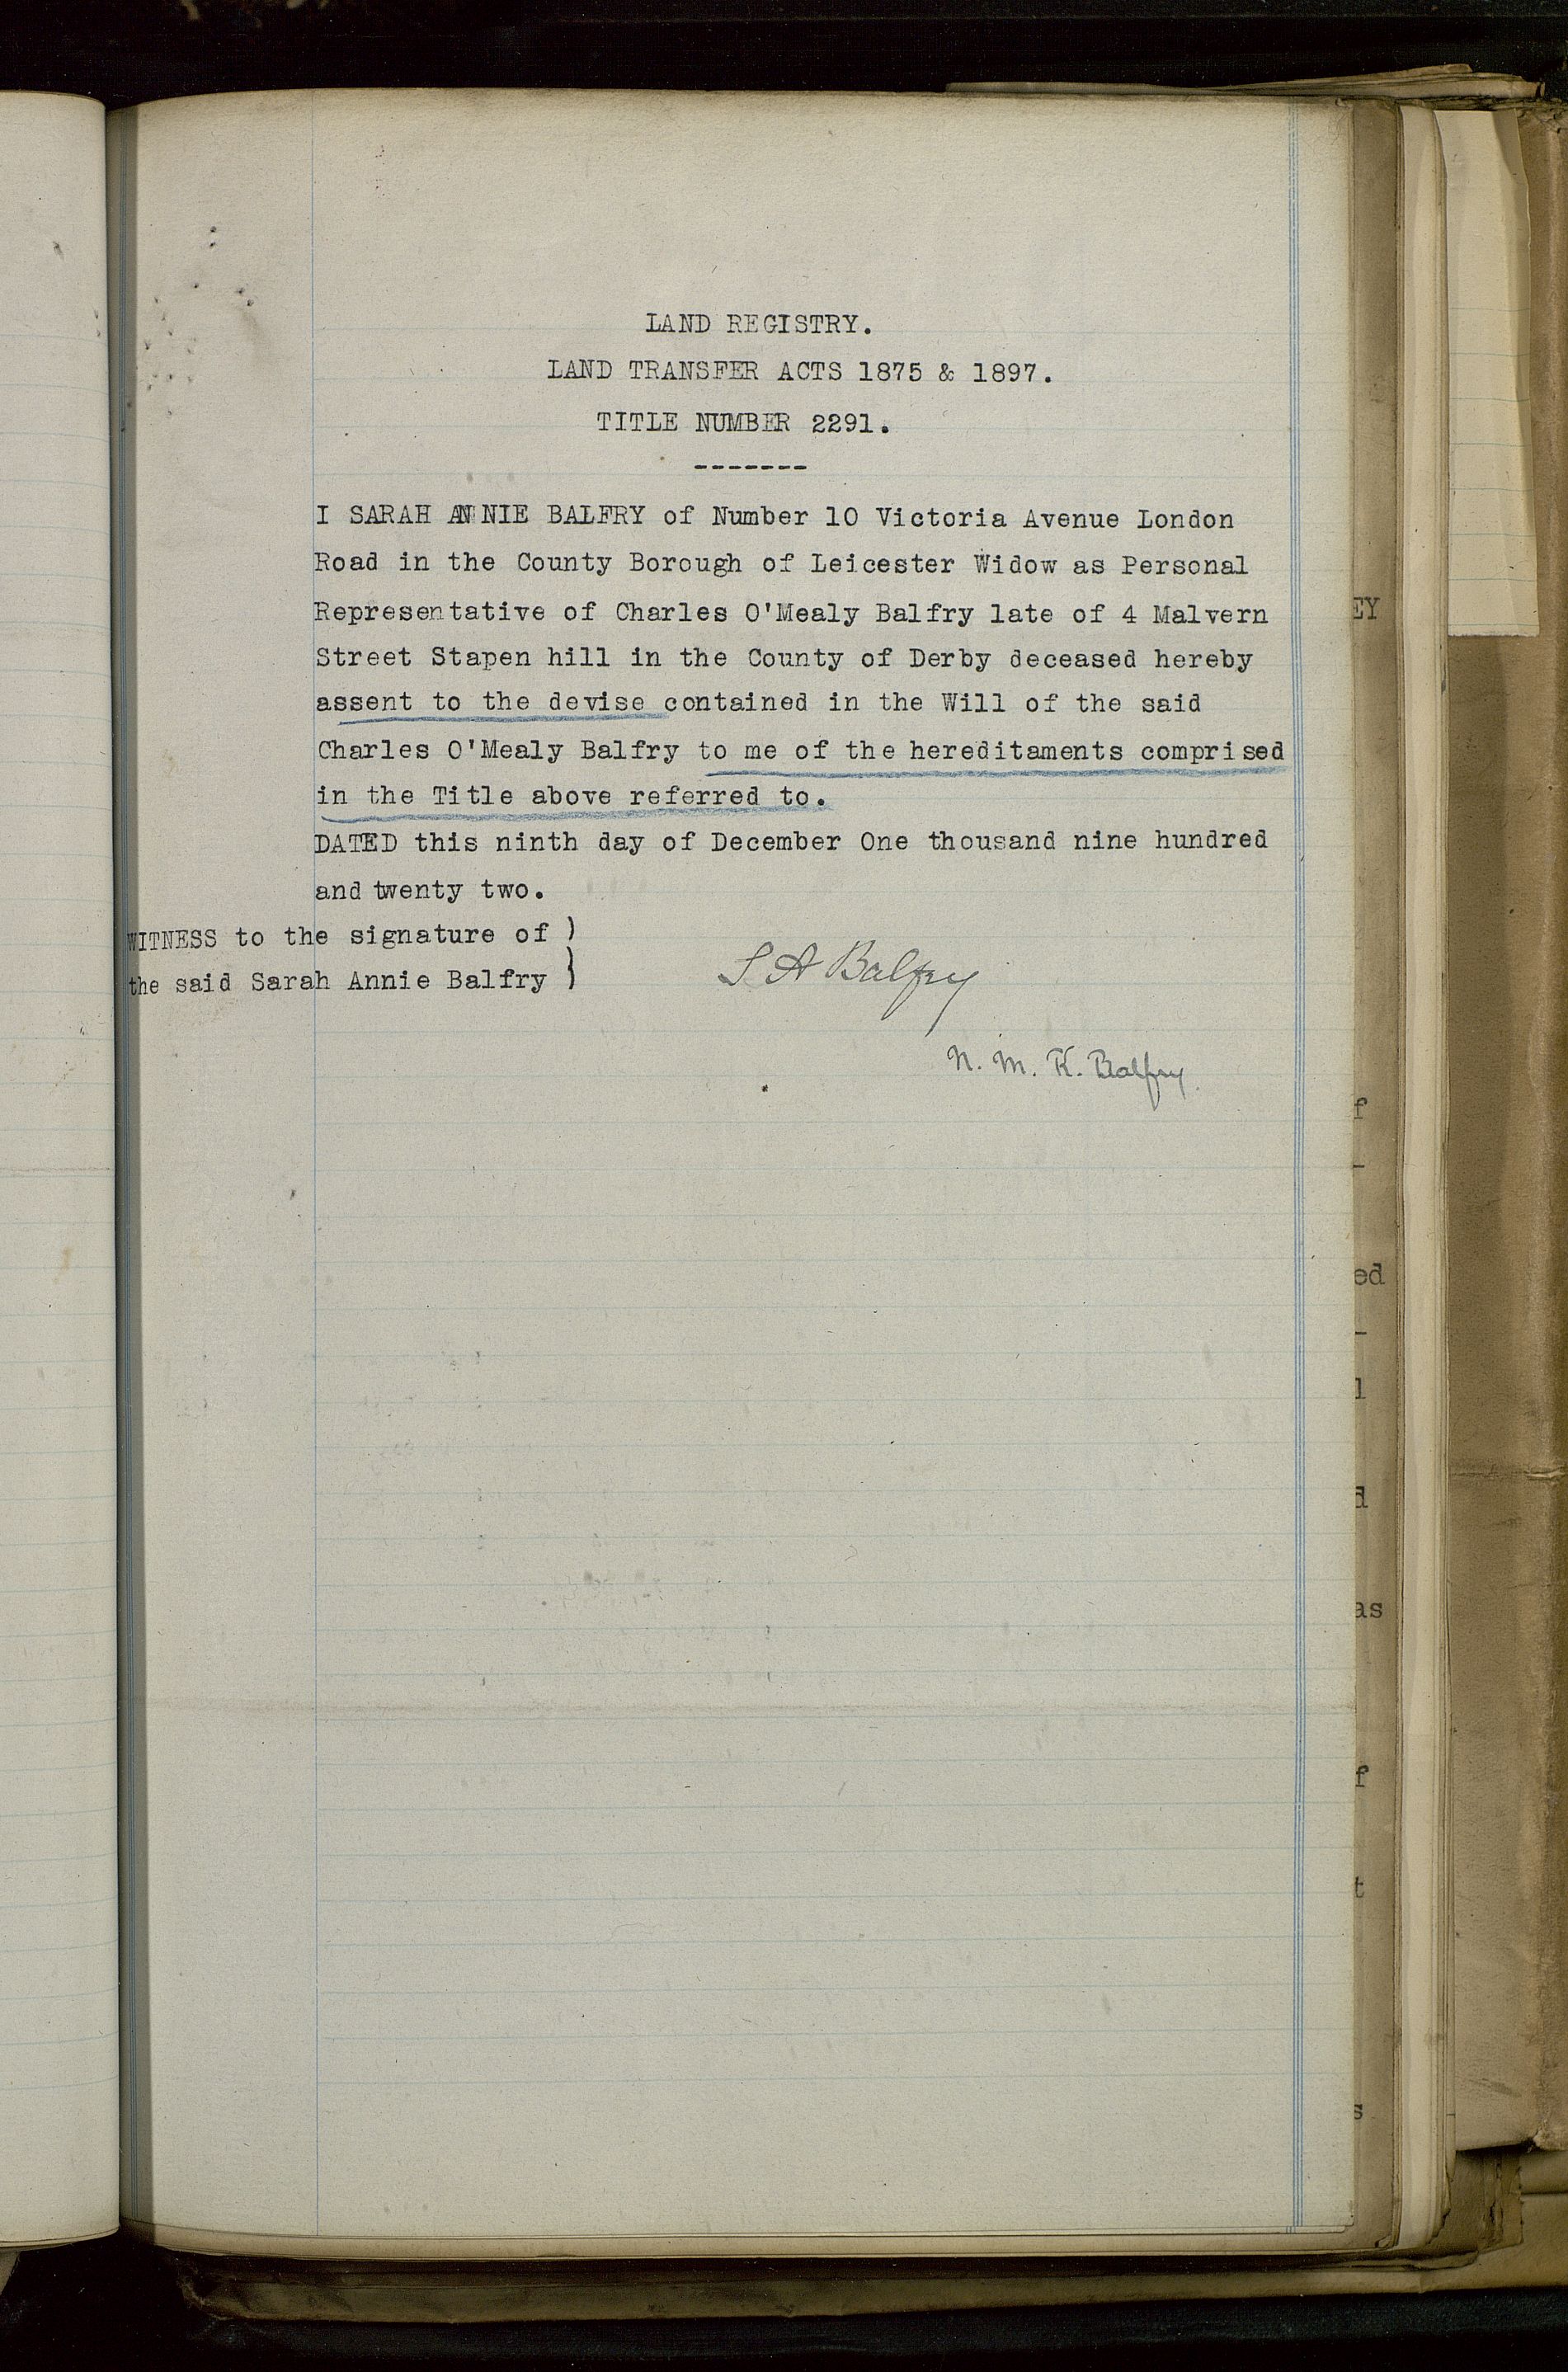 LAND REGISTRY.
LAND TRANSFER ACTS 1875 & 1897.
TITLE NUMBER 2291.
-------
I SARAH ANNIE BALFRY of Number 10 Victoria Avenue London
Road in the County Borough of Leicester Widow as Personal
Representative of Charles O'Mealy Balfry late of 4 Malvern
Street Stapen hill in the County of Derby deceased hereby
assent to the devise contained in the Will of the said
Charles O'Mealy Balfry to me of the hereditaments comprised
in the Title above referred to.
DATED this ninth day of December One thousand nine hundred
and twenty two.
WITNESS to the signature of )
the said Sarah Annie Balfry )
S A Balfry
N. M. K. Balfry.
EY
f
-
ed
-
l
d
as
f
t
s